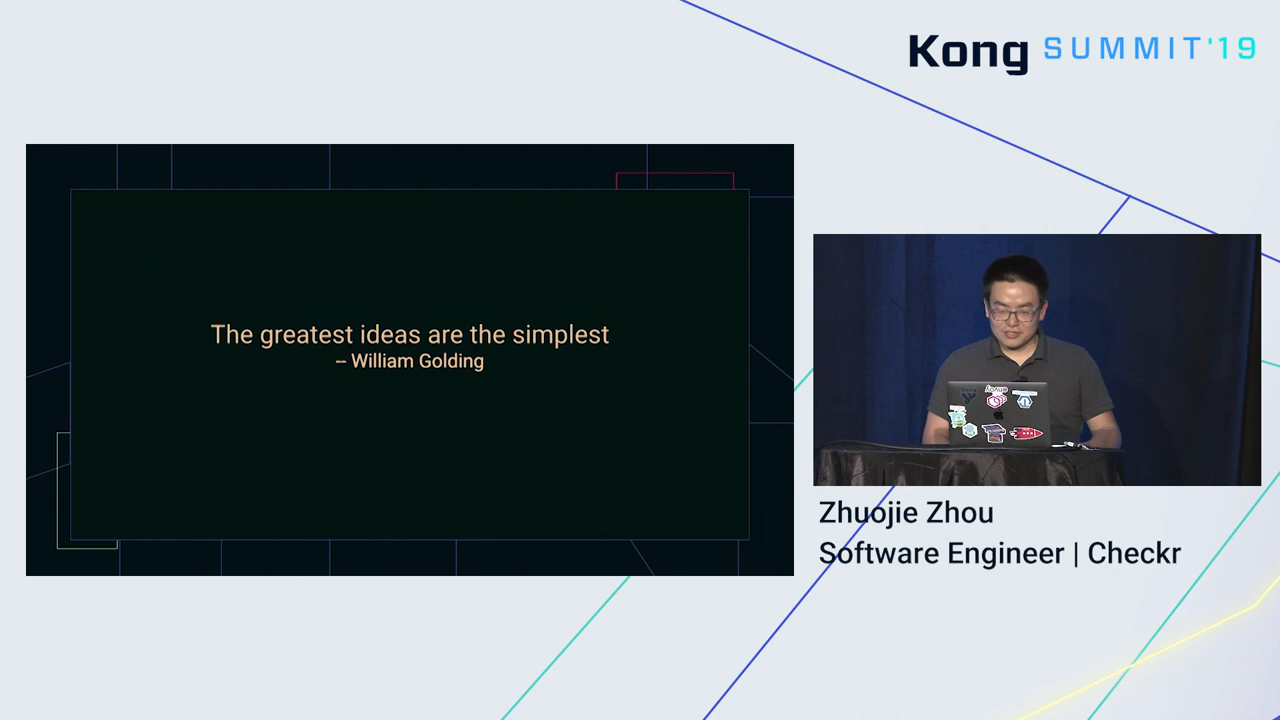 Kong SUMMIT'19
The greatest ideas are the simplest
-- William Golding
Zhuojie Zhou
Software Engineer | Checkr